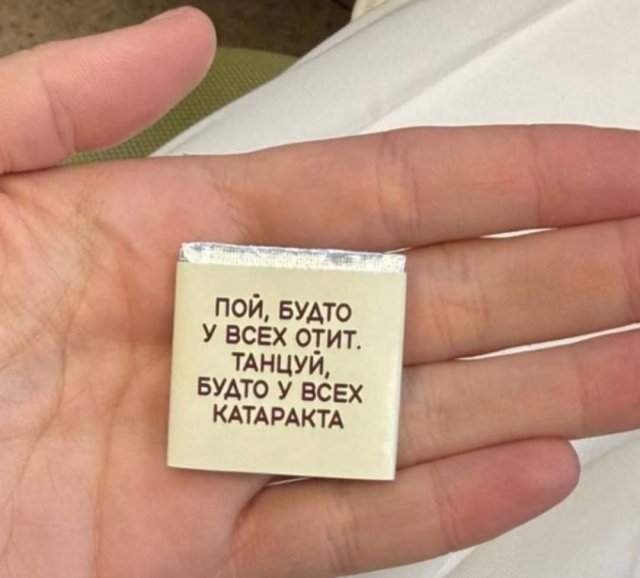 ПОЙ, БУДТО
У ВСЕХ ОТИТ.
ТАНЦУЙ,
БУДТО У ВСЕХ
КАТАРАКТА